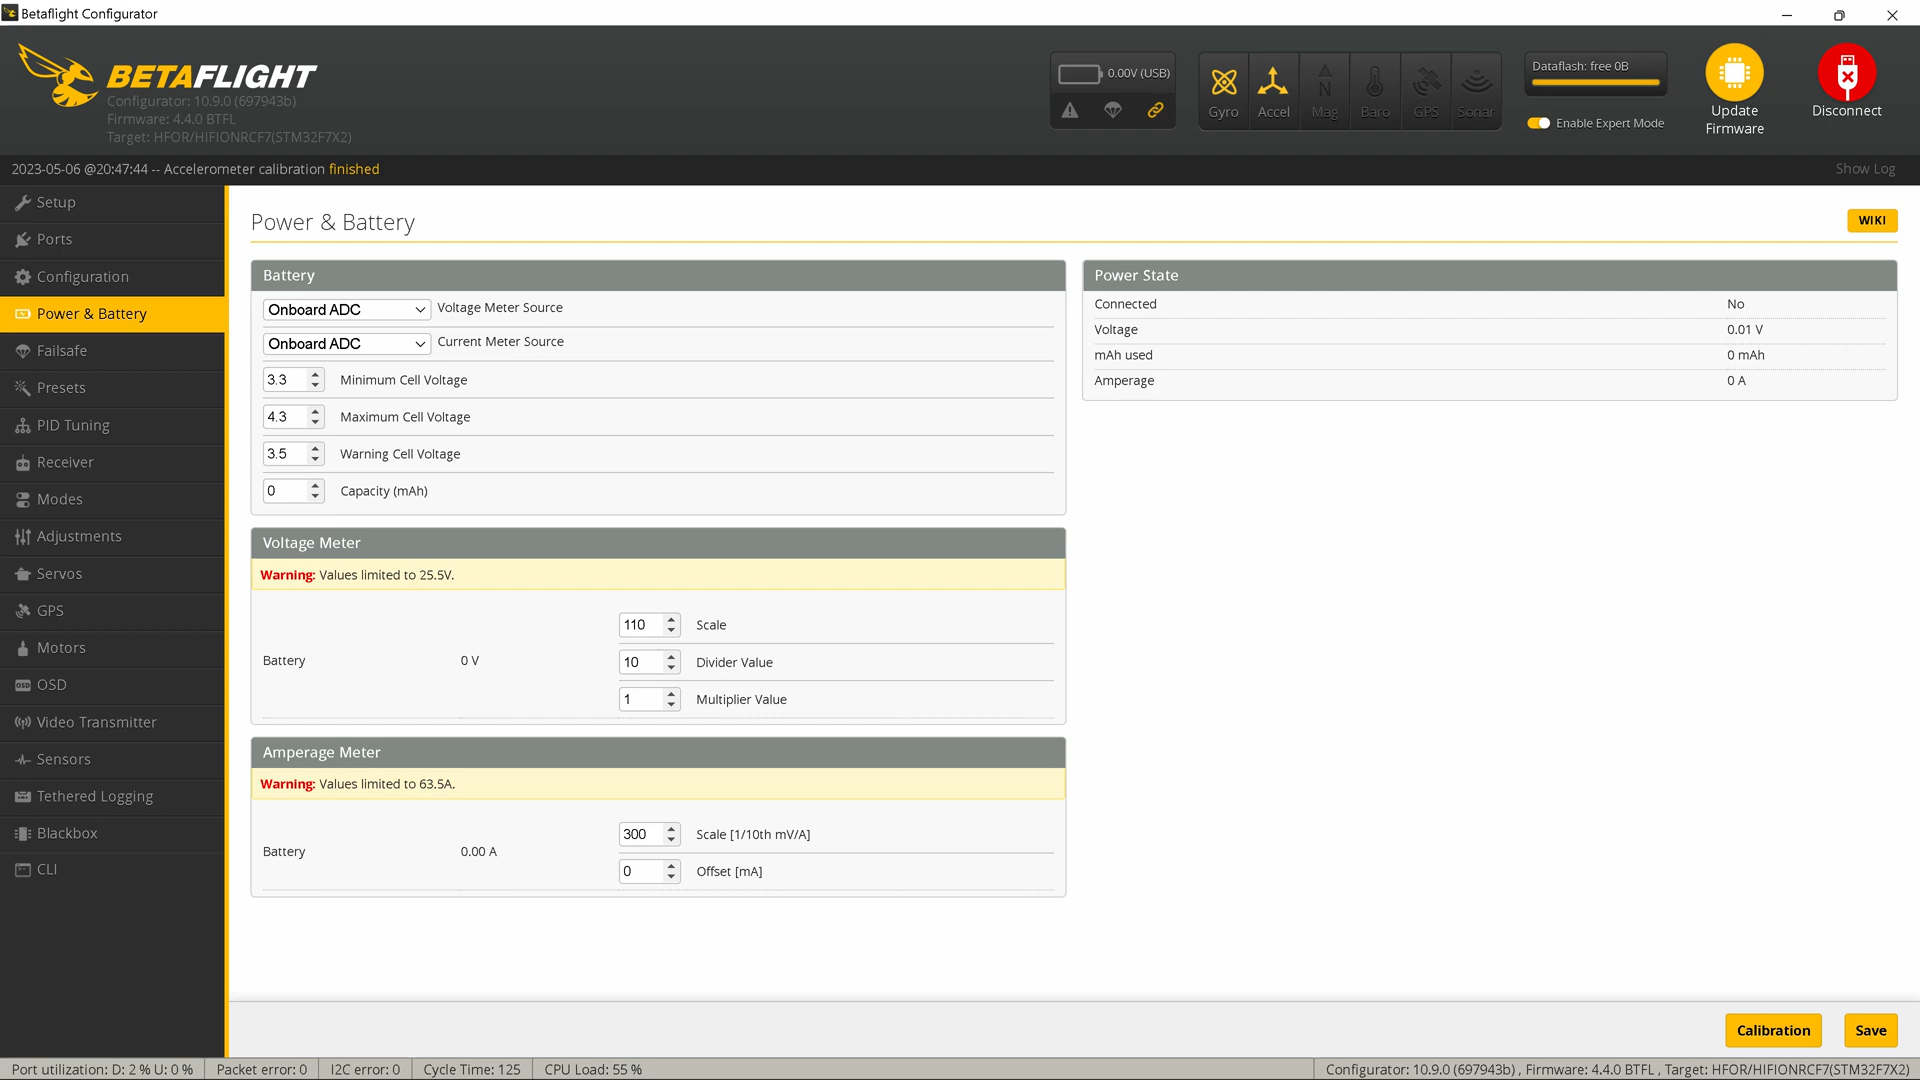 Betaflight Configurator
BETAFLIGHT
Configurator: 10.9.0 (697943b)
Firmware: 4.4.0 BTFL
Target: HFOR/HIFIONRCF7(STM32F7X2)
0.00V (USB)
Gyro
Accel
N
Mag
Baro
GPS
Sonar
Dataflash: free 0B
Enable Expert Mode
Update
Firmware
Disconnect
2023-05-06 @20:47:44 -- Accelerometer calibration finished
Show Log
Setup
Ports
Configuration
Power & Battery
Failsafe
Presets
PID Tuning
Receiver
Modes
Adjustments
Servos
GPS
Motors
OSD OSD
Video Transmitter
Sensors
Tethered Logging
Blackbox
CLI
Power & Battery
WIKI
Battery
Onboard ADC Voltage Meter Source
Onboard ADC Current Meter Source
3.3 Minimum Cell Voltage
4.3 Maximum Cell Voltage
3.5 Warning Cell Voltage
0 Capacity (mAh)
Power State
Connected No
Voltage 0.01 V
mAh used 0 mAh
Amperage 0 A
Voltage Meter
Warning: Values limited to 25.5V.
Battery 0 V
110 Scale
10 Divider Value
1 Multiplier Value
Amperage Meter
Warning: Values limited to 63.5A.
Battery 0.00 A
300 Scale [1/10th mV/A]
0 Offset [mA]
Calibration
Save
Port utilization: D: 2 % U: 0 %
Packet error: 0
I2C error: 0
Cycle Time: 125
CPU Load: 55 %
Configurator: 10.9.0 (697943b) , Firmware: 4.4.0 BTFL , Target: HFOR/HIFIONRCF7(STM32F7X2)